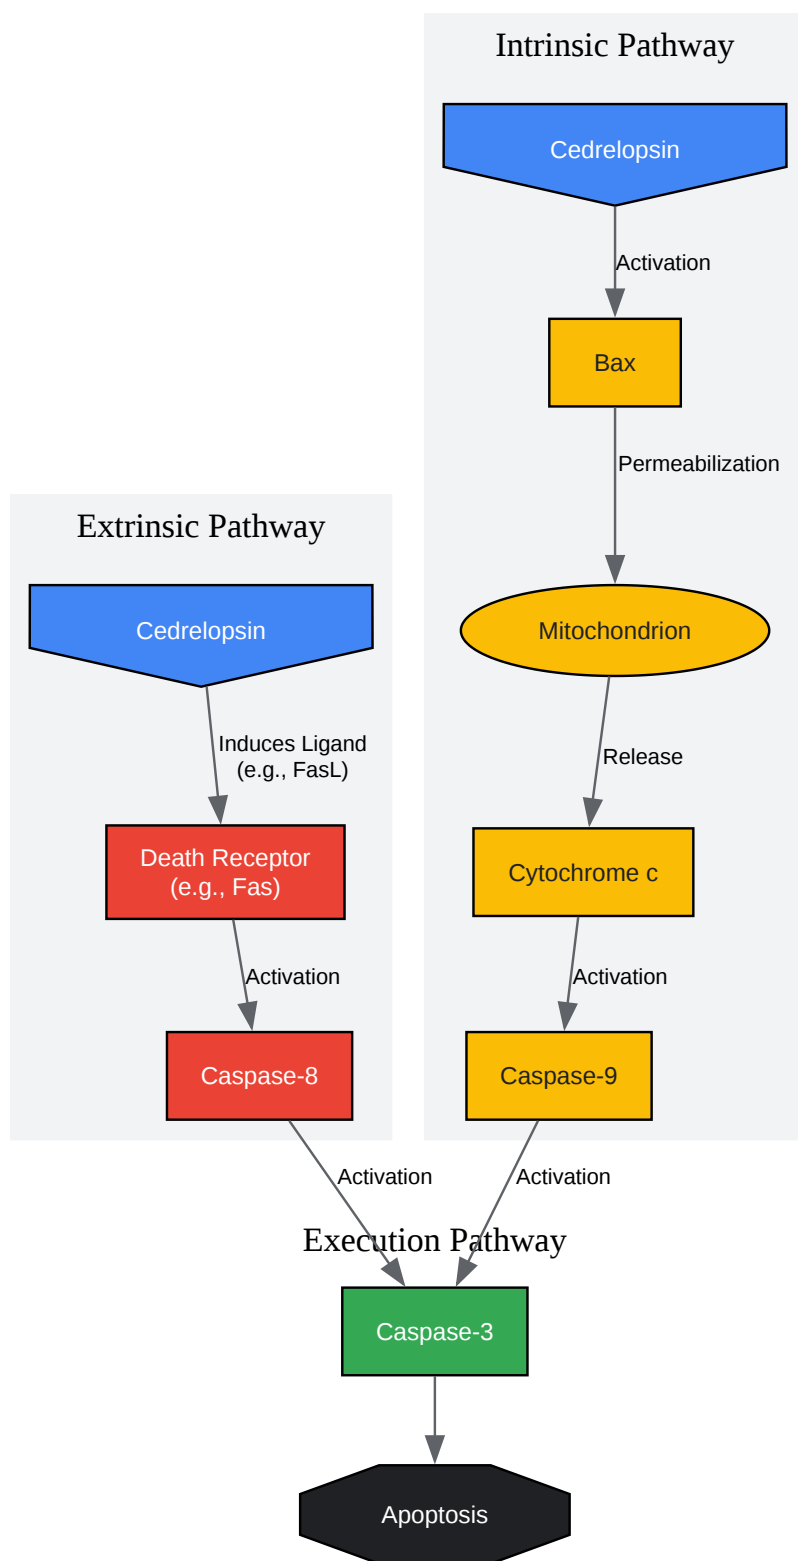 Intrinsic Pathway
Cedrelopsin
Activation
Bax
Permeabilization
Mitochondrion
Release
Cytochrome c
Activation
Caspase-9
Activation
Extrinsic Pathway
Cedrelopsin
Induces Ligand
(e.g., FasL)
Death Receptor
(e.g., Fas)
Activation
Caspase-8
Activation
Execution Pathway
Caspase-3
Apoptosis